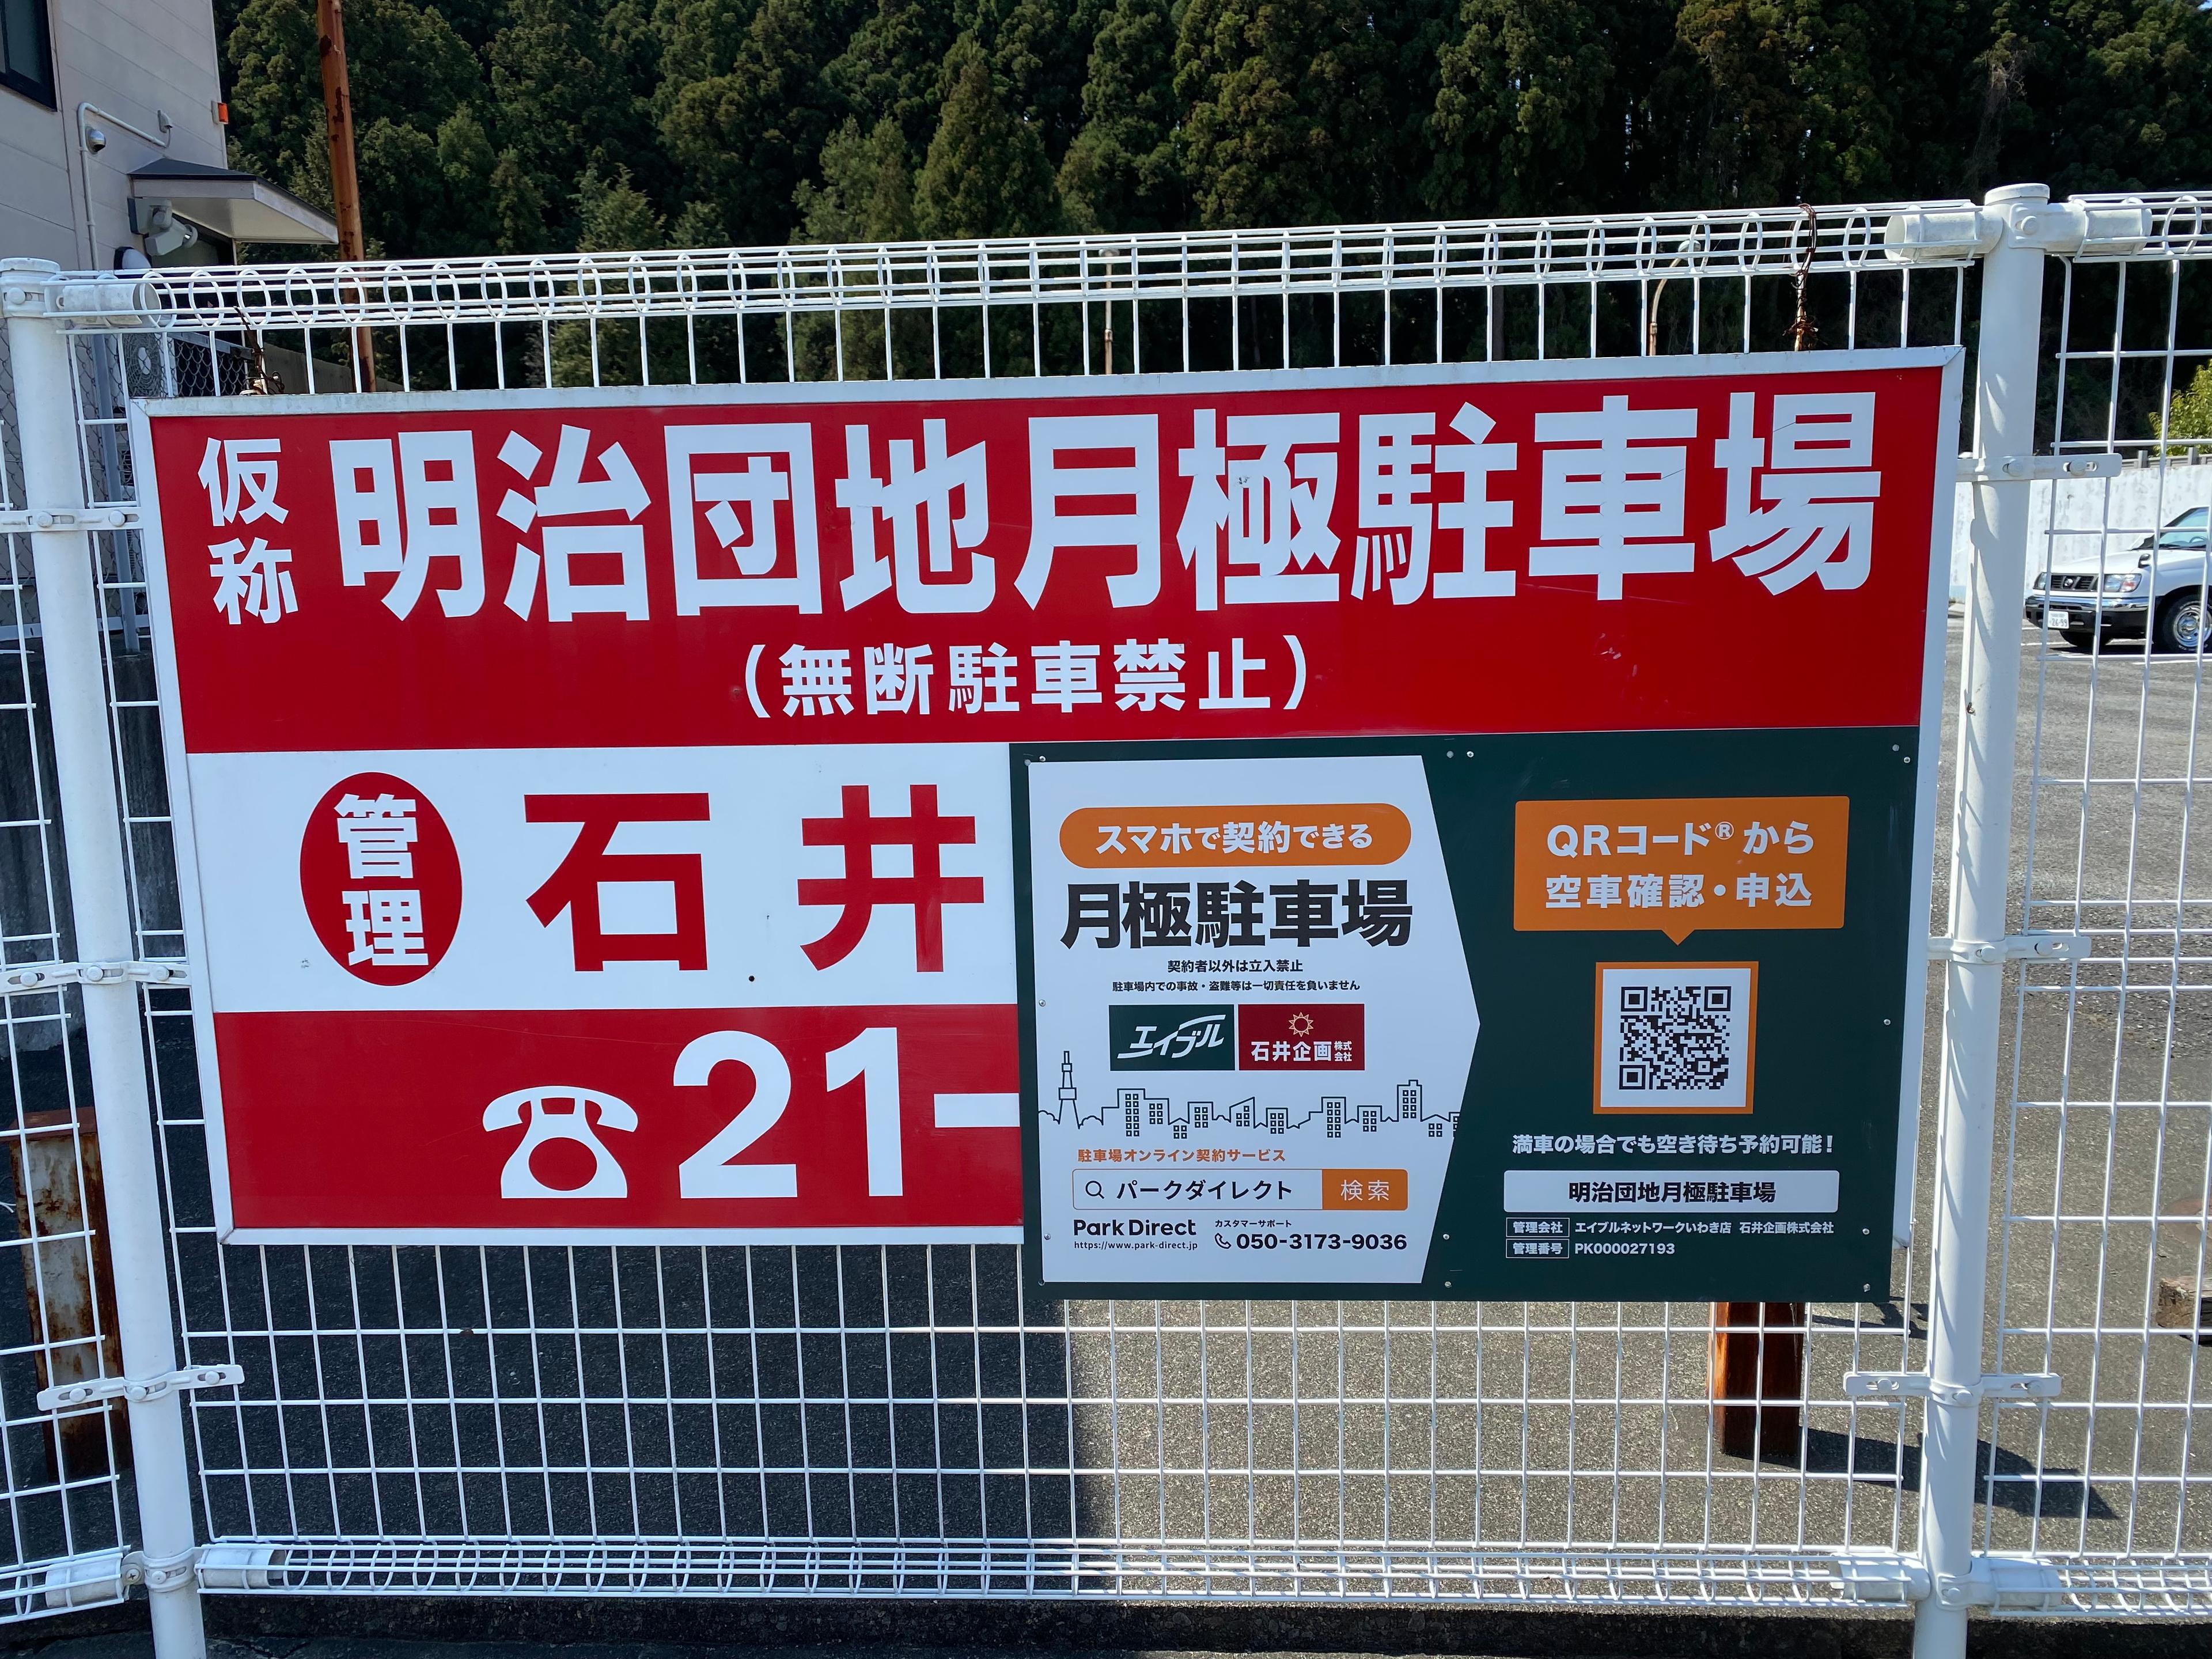 仮称
明治団地月極駐車場
(無断駐車禁止)
管理
石井
21-
スマホで契約できる
月極駐車場
契約者以外は立入禁止
駐車場内での事故・盗難等は一切責任を負いません
エイブル
石井企画株式会社
駐車場オンライン契約サービス
パークダイレクト 検索
Park Direct
https://www.park-direct.jp
カスタマーサポート
050-3173-9036
QRコード®から
空車確認・申込
満車の場合でも空き待ち予約可能!
明治団地月極駐車場
管理会社 エイブルネットワークいわき店 石井企画株式会社
管理番号 PK000027193